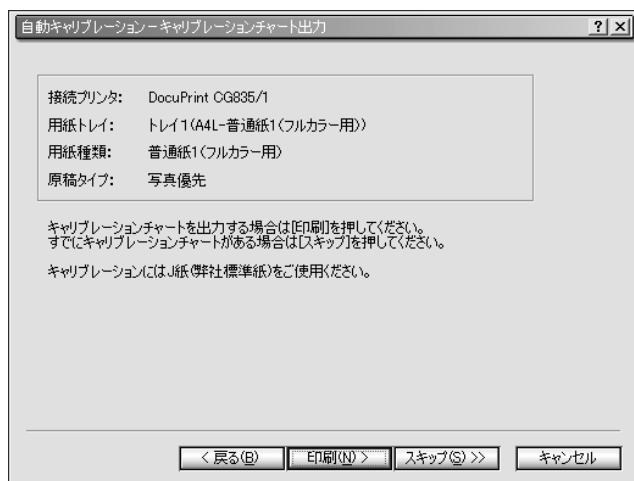 自動キャリブレーション－キャリブレーションチャート出力
? ×
接続プリンタ: DocuPrint CG835/1
用紙トレイ: トレイ1(A4L-普通紙1(フルカラー用))
用紙種類: 普通紙1(フルカラー用)
原稿タイプ: 写真優先
キャリブレーションチャートを出力する場合は[印刷]を押してください。
すでにキャリブレーションチャートがある場合は[スキップ]を押してください。
キャリブレーションにはJ紙(弊社標準紙)をご使用ください。
< 戻る(B) 印刷(N) > スキップ(S) >> キャンセル